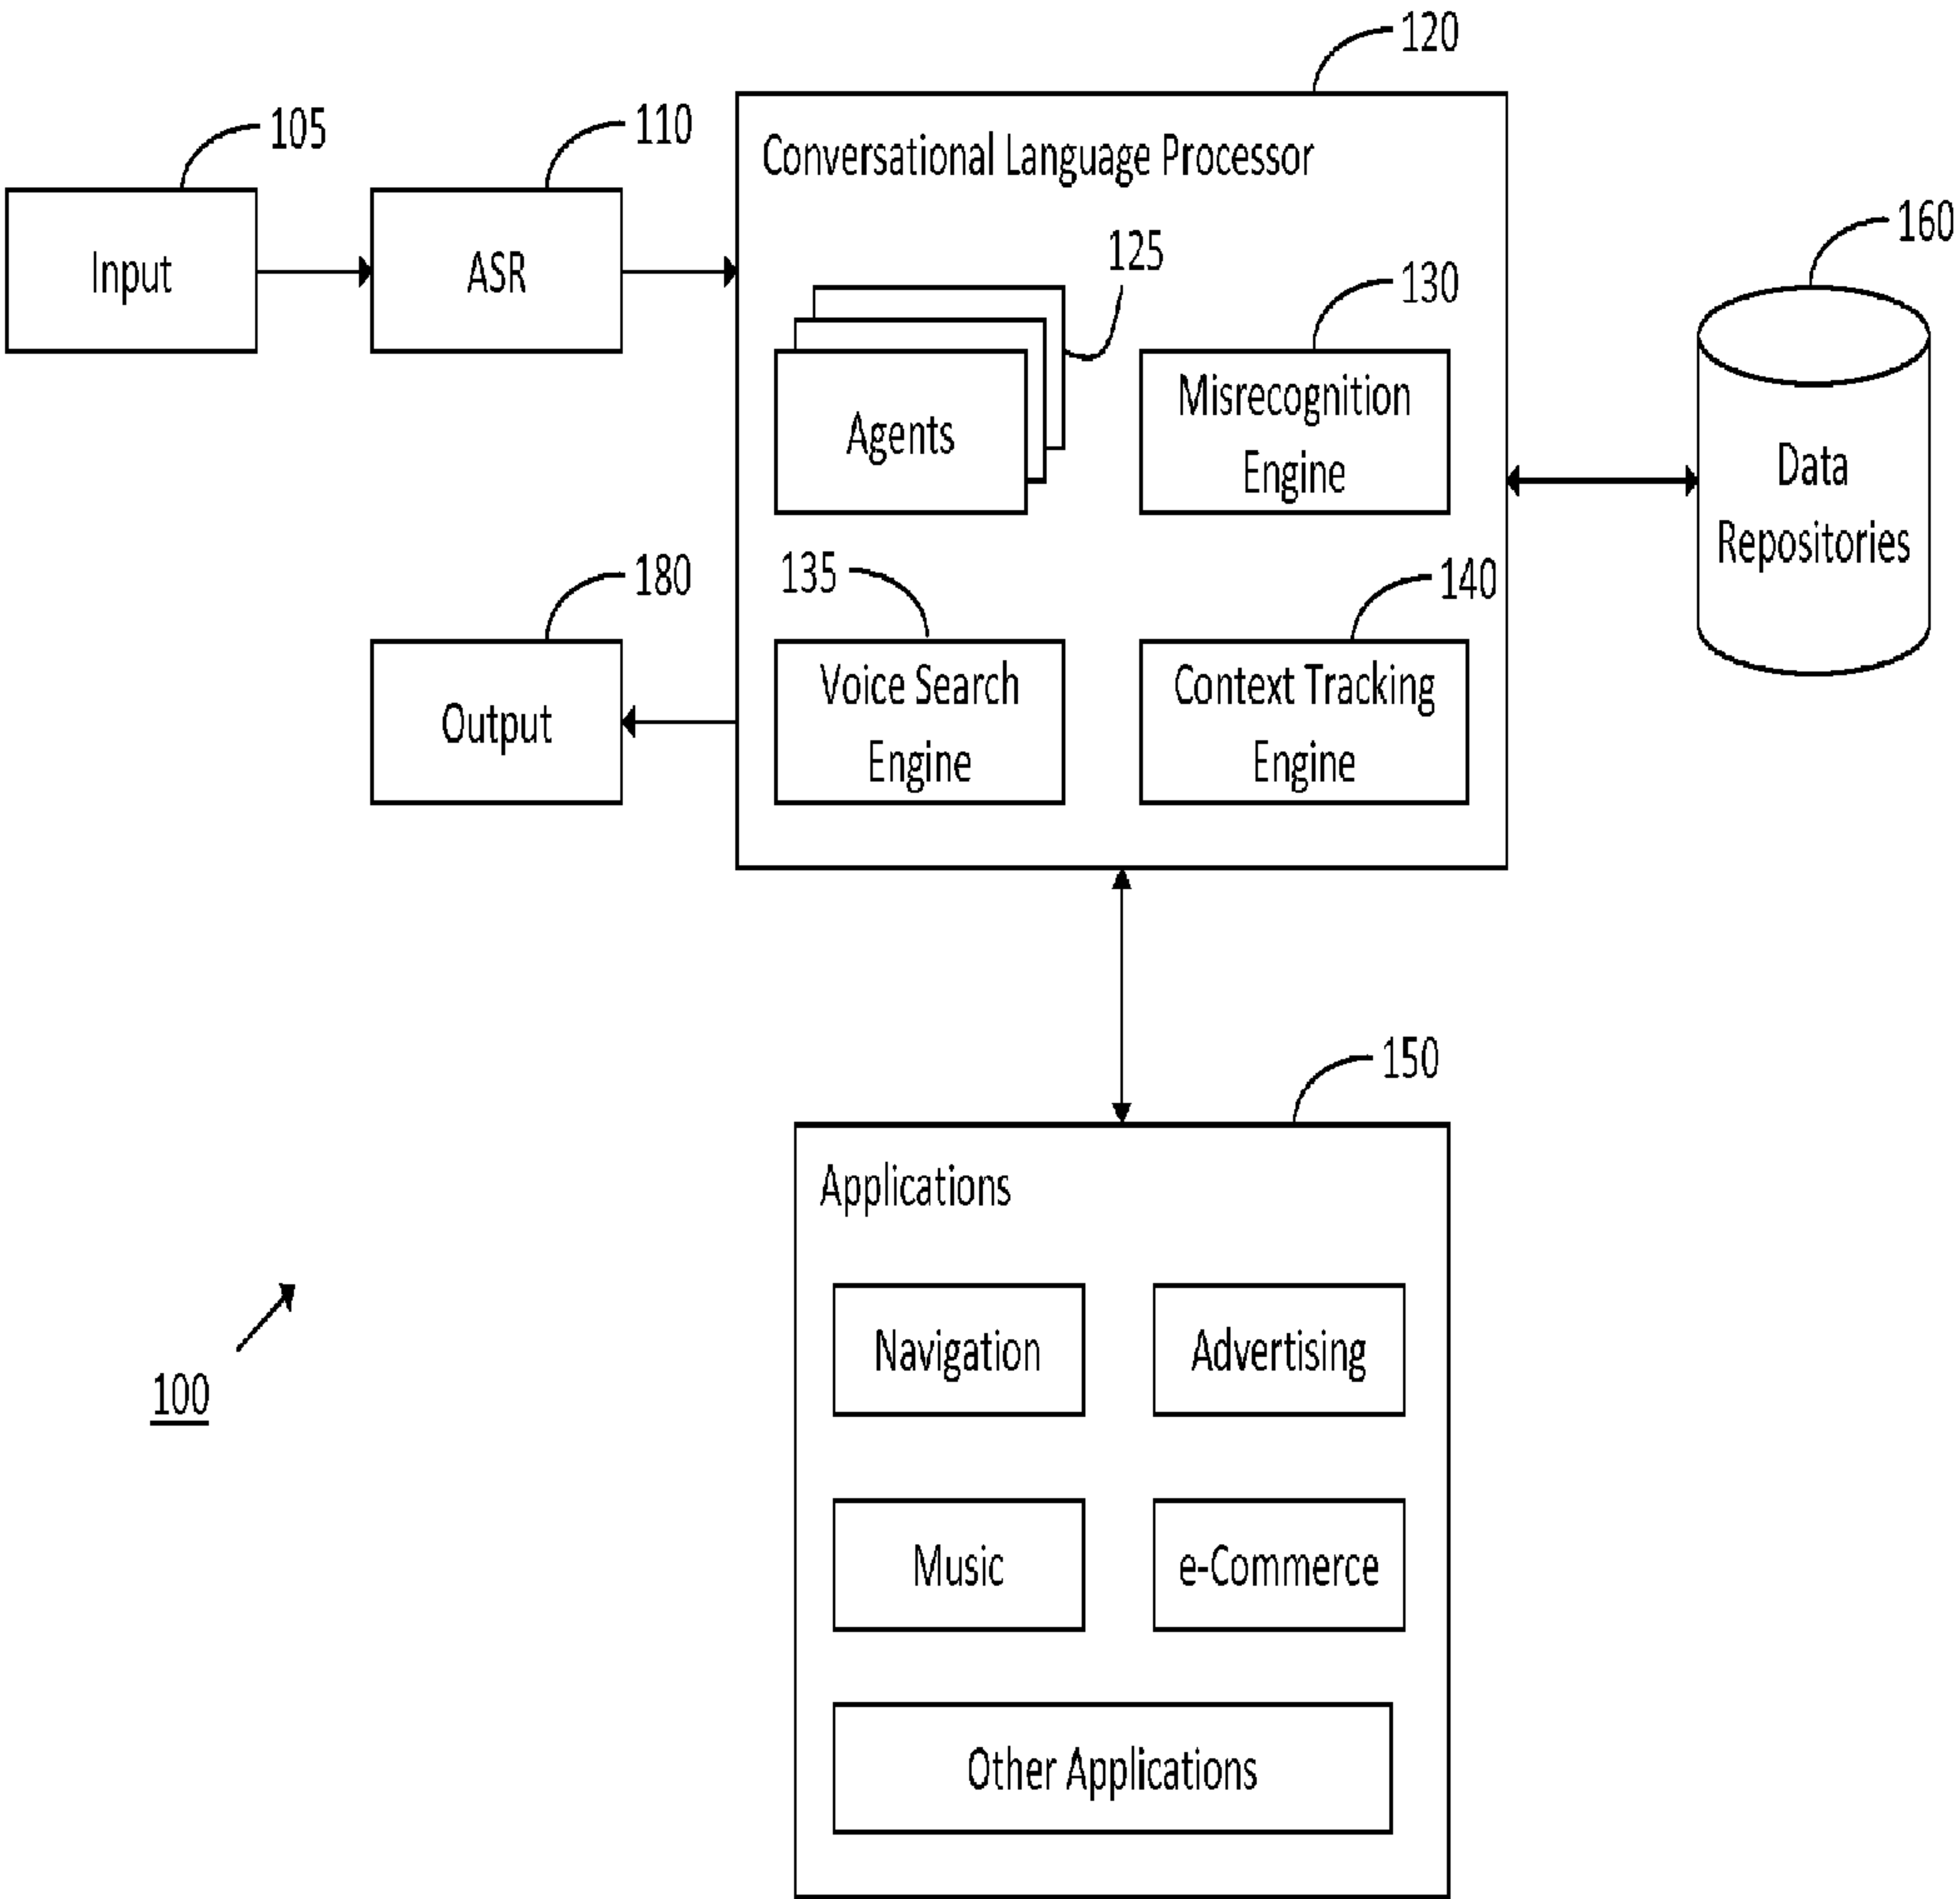 120
105
110
Conversational Language Processor
160
125
130
Input
ASR
Misrecognition
Engine
Agents
Data
Repositories
180
135
140
Output
Voice Search
Engine
Context Tracking
Engine
150
Applications
Navigation
Advertising
100
Music
e-Commerce
Other Applications